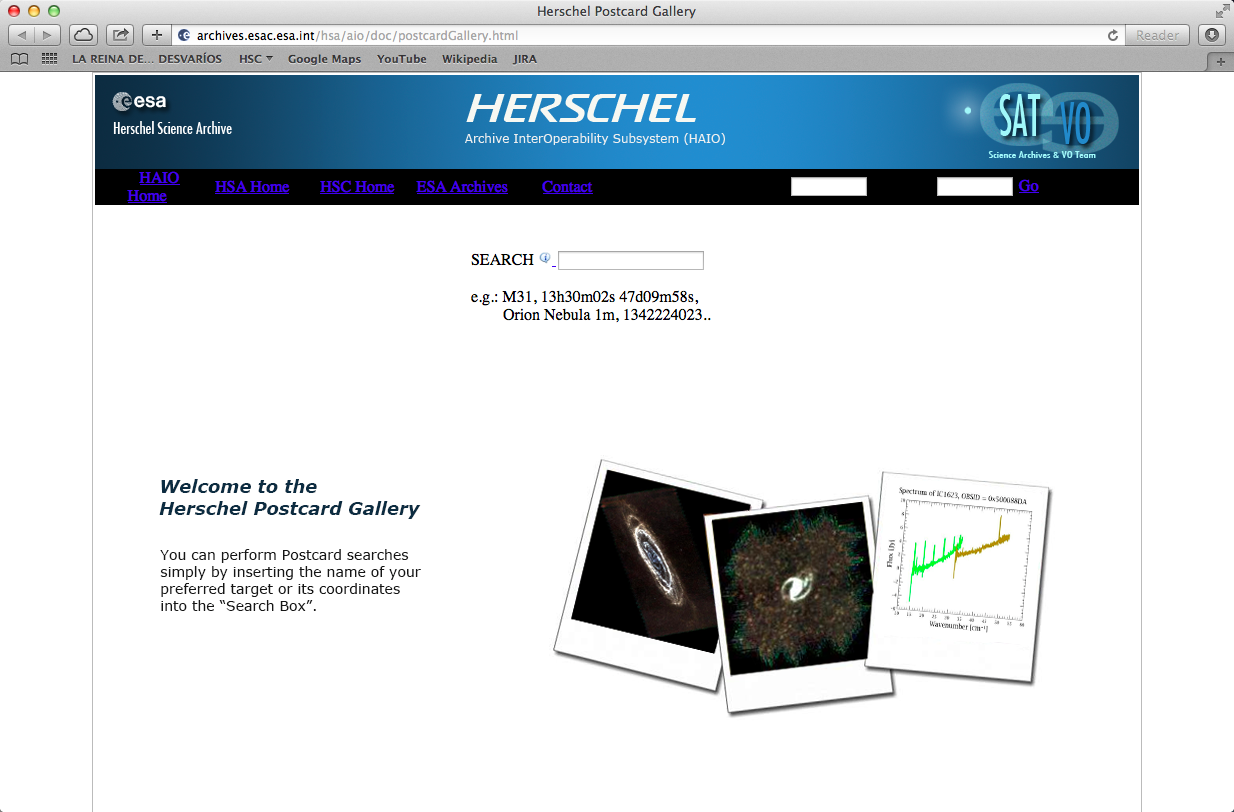 Herschel Postcard Gallery
archives.esac.esa.int/hsa/aio/doc/postcardGallery.html
Reader
LA REINA DE... DESVARÍOS HSC Google Maps YouTube Wikipedia JIRA
esa
Herschel Science Archive
HERSCHEL
Archive InterOperability Subsystem (HAIO)
SAT VO
Science Archives & VO Team
HAIO
Home
HSA Home HSC Home ESA Archives Contact Go
SEARCH
e.g.: M31, 13h30m02s 47d09m58s,
Orion Nebula 1m, 1342224023..
Welcome to the
Herschel Postcard Gallery
You can perform Postcard searches
simply by inserting the name of your
preferred target or its coordinates
into the “Search Box”.
Spectrum of IC1623, OBSID = 0x500088DA
Flux [Jy]
Wavenumber [cm⁻¹]